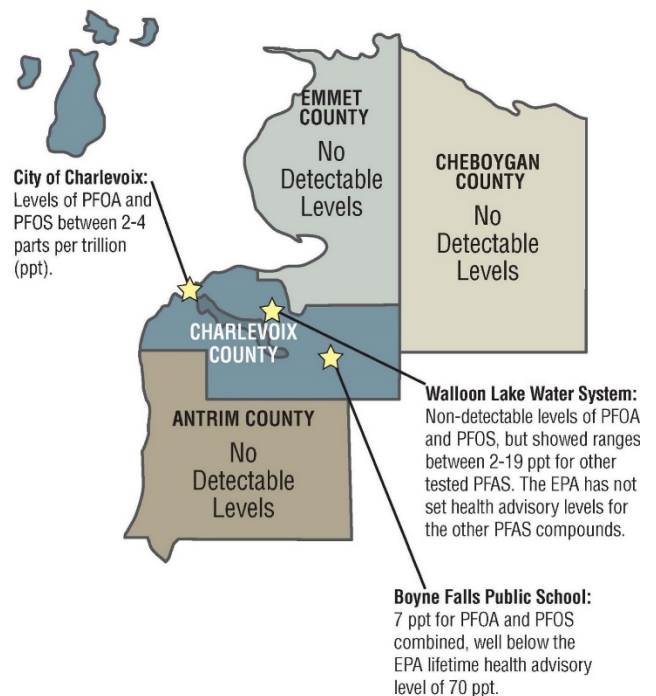 EMMET
COUNTY
No
Detectable
Levels
CHEBOYGAN
COUNTY
No
Detectable
Levels
City of Charlevoix:
Levels of PFOA and
PFOS between 2-4
parts per trillion
(ppt).
CHARLEVOIX
COUNTY
ANTRIM COUNTY
No
Detectable
Levels
Walloon Lake Water System:
Non-detectable levels of PFOA
and PFOS, but showed ranges
between 2-19 ppt for other
tested PFAS. The EPA has not
set health advisory levels for
the other PFAS compounds.
Boyne Falls Public School:
7 ppt for PFOA and PFOS
combined, well below the
EPA lifetime health advisory
level of 70 ppt.